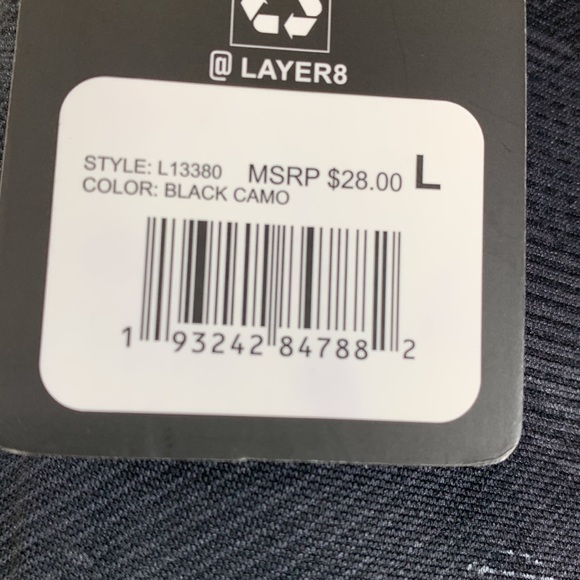 @ LAYER8
STYLE: L13380 MSRP $28.00 L
COLOR: BLACK CAMO
1 93242 84788 2